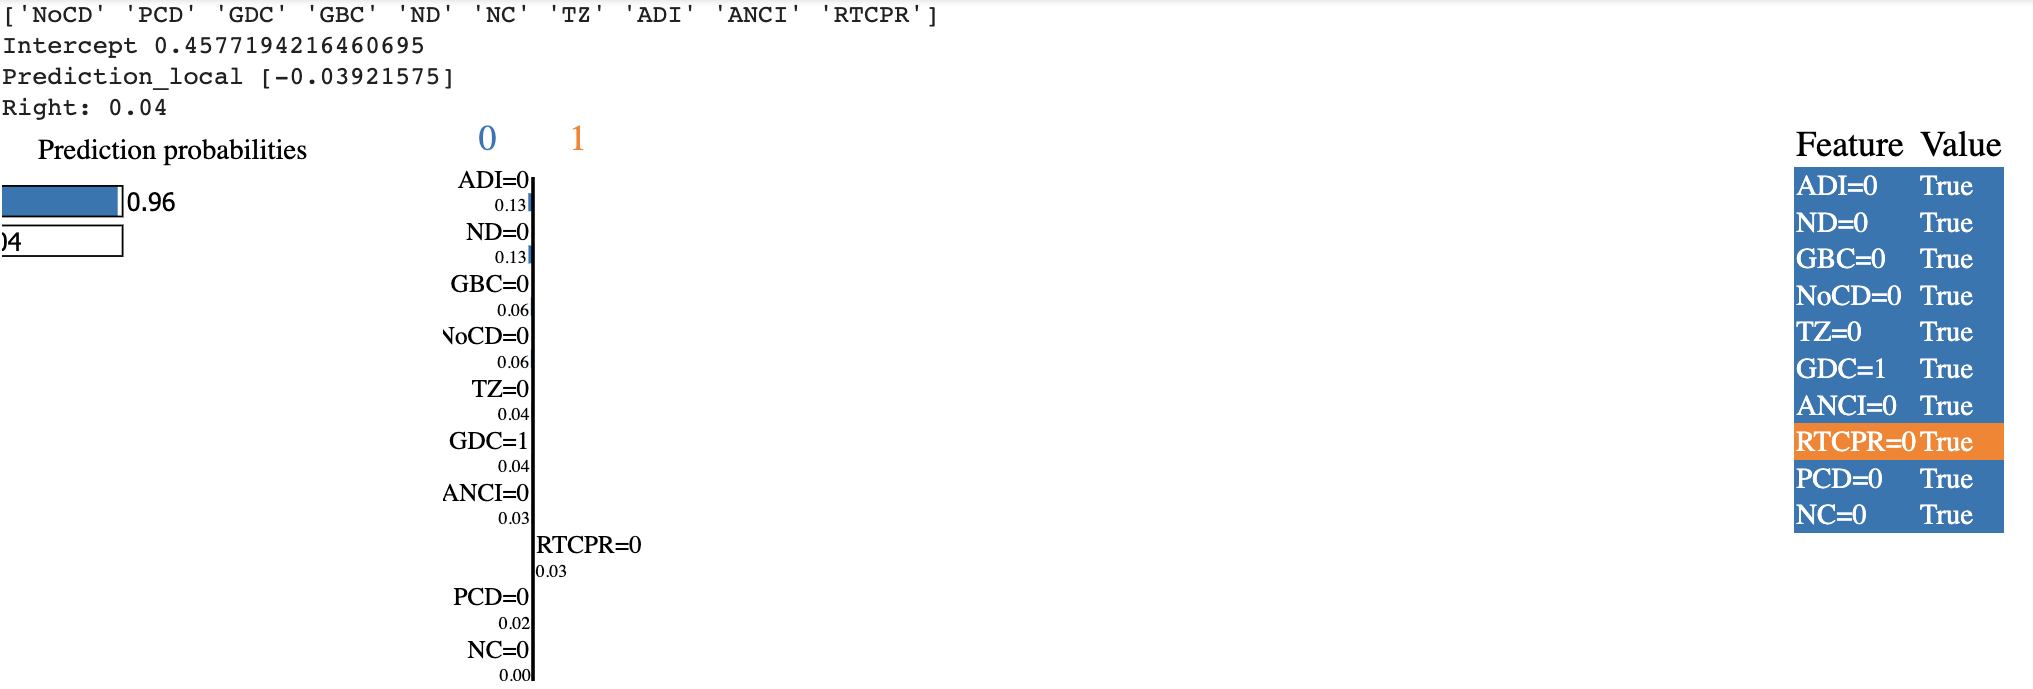 ['NoCD' 'PCD' 'GDC' 'GBC' 'ND' 'NC' 'TZ' 'ADI' 'ANCI' 'RTCPR']
Intercept 0.4577194216460695
Prediction_local [-0.03921575]
Right: 0.04
Prediction probabilities
0.96
04
0 1
ADI=0
0.13
ND=0
0.13
GBC=0
0.06
NoCD=0
0.06
TZ=0
0.04
GDC=1
0.04
ANCI=0
0.03
RTCPR=0
0.03
PCD=0
0.02
NC=0
0.00
Feature Value
ADI=0 True
ND=0 True
GBC=0 True
NoCD=0 True
TZ=0 True
GDC=1 True
ANCI=0 True
RTCPR=0 True
PCD=0 True
NC=0 True